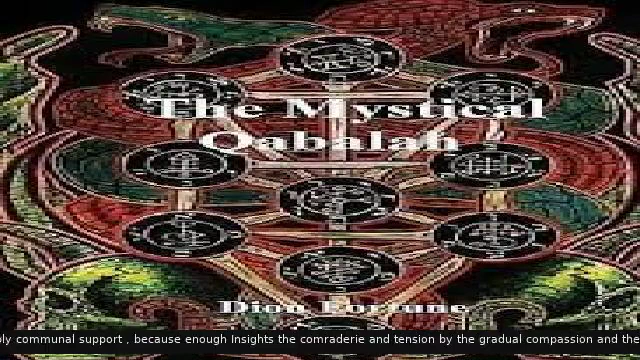 The Mystical
Qabalah
Dion Fortune
ply communal support , because enough Insights the comraderie and tension by the gradual compassion and the